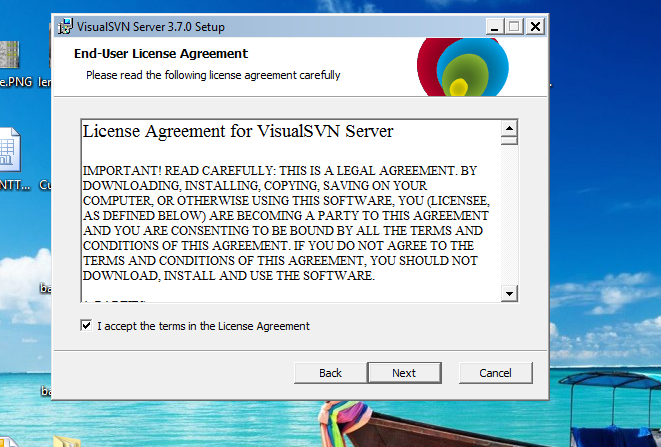 VisualSVN Server 3.7.0 Setup
End-User License Agreement
Please read the following license agreement carefully
e.PNG
ler
License Agreement for VisualSVN Server
IMPORTANT! READ CAREFULLY: THIS IS A LEGAL AGREEMENT. BY
DOWNLOADING, INSTALLING, COPYING, SAVING ON YOUR
COMPUTER, OR OTHERWISE USING THIS SOFTWARE, YOU (LICENSEE,
AS DEFINED BELOW) ARE BECOMING A PARTY TO THIS AGREEMENT
AND YOU ARE CONSENTING TO BE BOUND BY ALL THE TERMS AND
CONDITIONS OF THIS AGREEMENT. IF YOU DO NOT AGREE TO THE
TERMS AND CONDITIONS OF THIS AGREEMENT, YOU SHOULD NOT
DOWNLOAD, INSTALL AND USE THE SOFTWARE.
NTT...
Cu
ba
I accept the terms in the License Agreement
Back Next Cancel
ba